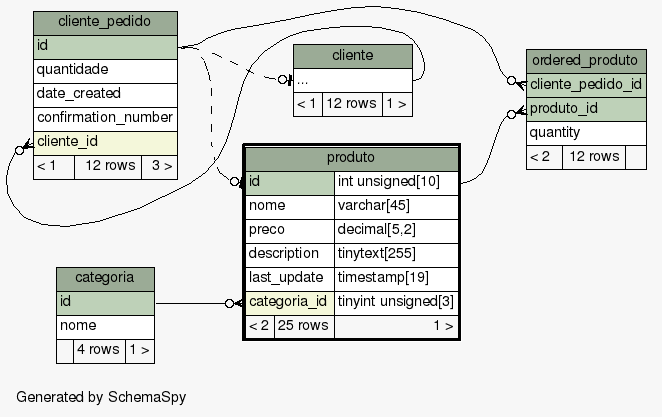 cliente_pedido
id
quantidade
date_created
confirmation_number
cliente_id
< 1 12 rows 3 >
cliente
...
< 1 12 rows 1 >
ordered_produto
cliente_pedido_id
produto_id
quantity
< 2 12 rows
produto
id int unsigned[10]
nome varchar[45]
preco decimal[5,2]
description tinytext[255]
last_update timestamp[19]
categoria_id tinyint unsigned[3]
< 2 25 rows 1 >
categoria
id
nome
4 rows 1 >
Generated by SchemaSpy